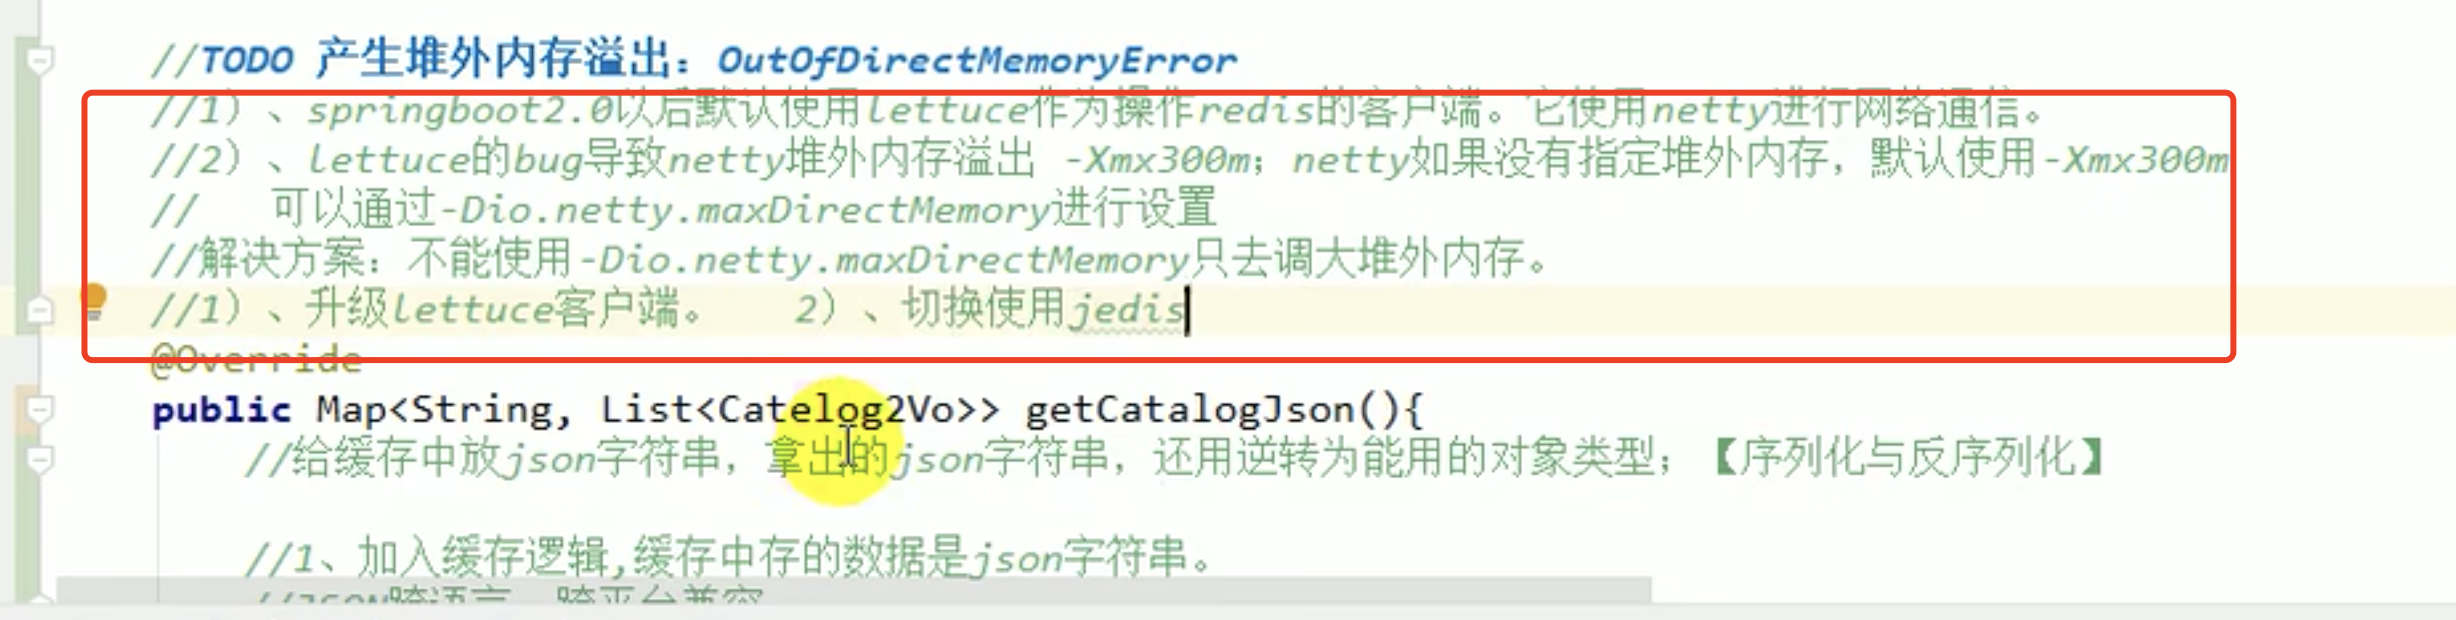 //TODO 产生堆外内存溢出：OutOfDirectMemoryError
//1）、springboot2.0以后默认使用lettuce作为操作redis的客户端。它使用netty进行网络通信。
//2）、lettuce的bug导致netty堆外内存溢出 -Xmx300m；netty如果没有指定堆外内存，默认使用-Xmx300m
//   可以通过-Dio.netty.maxDirectMemory进行设置
//解决方案：不能使用-Dio.netty.maxDirectMemory只去调大堆外内存。
//1）、升级lettuce客户端。   2）、切换使用jedis
@Override
public Map<String, List<Catelog2Vo>> getCatalogJson(){
//给缓存中放json字符串，拿出的json字符串，还用逆转为能用的对象类型；【序列化与反序列化】
//1、加入缓存逻辑,缓存中存的数据是json字符串。
//JSON跨语言，跨平台兼容